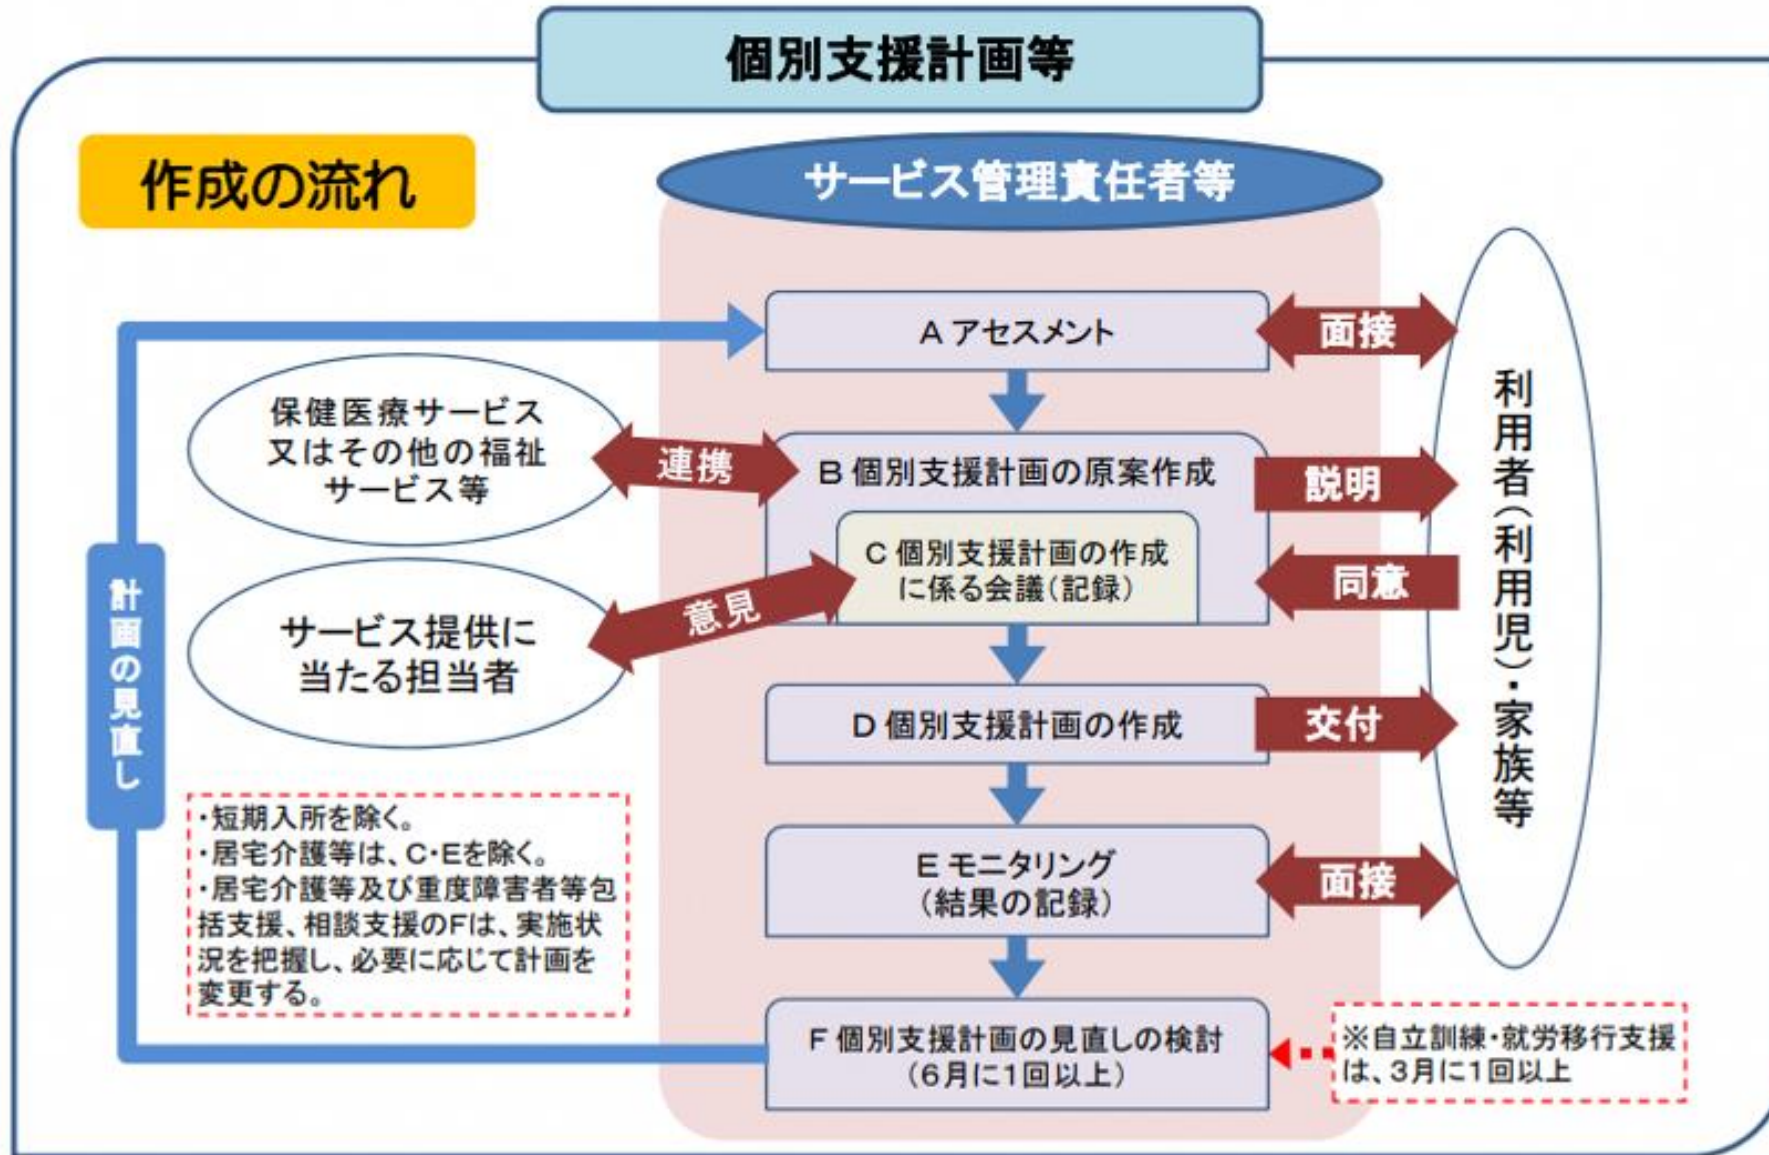 個別支援計画等
作成の流れ
サービス管理責任者等
A アセスメント
面接
保健医療サービス
又はその他の福祉
サービス等
連携
B 個別支援計画の原案作成
説明
C 個別支援計画の作成
に係る会議(記録)
同意
意見
サービス提供に
当たる担当者
D 個別支援計画の作成
交付
利用者(利用児)・家族等
計画の見直し
・短期入所を除く。
・居宅介護等は、C・Eを除く。
・居宅介護等及び重度障害者等包
括支援、相談支援のFは、実施状
況を把握し、必要に応じて計画を
変更する。
E モニタリング
(結果の記録)
面接
F 個別支援計画の見直しの検討
(6月に1回以上)
※自立訓練・就労移行支援
は、3月に1回以上